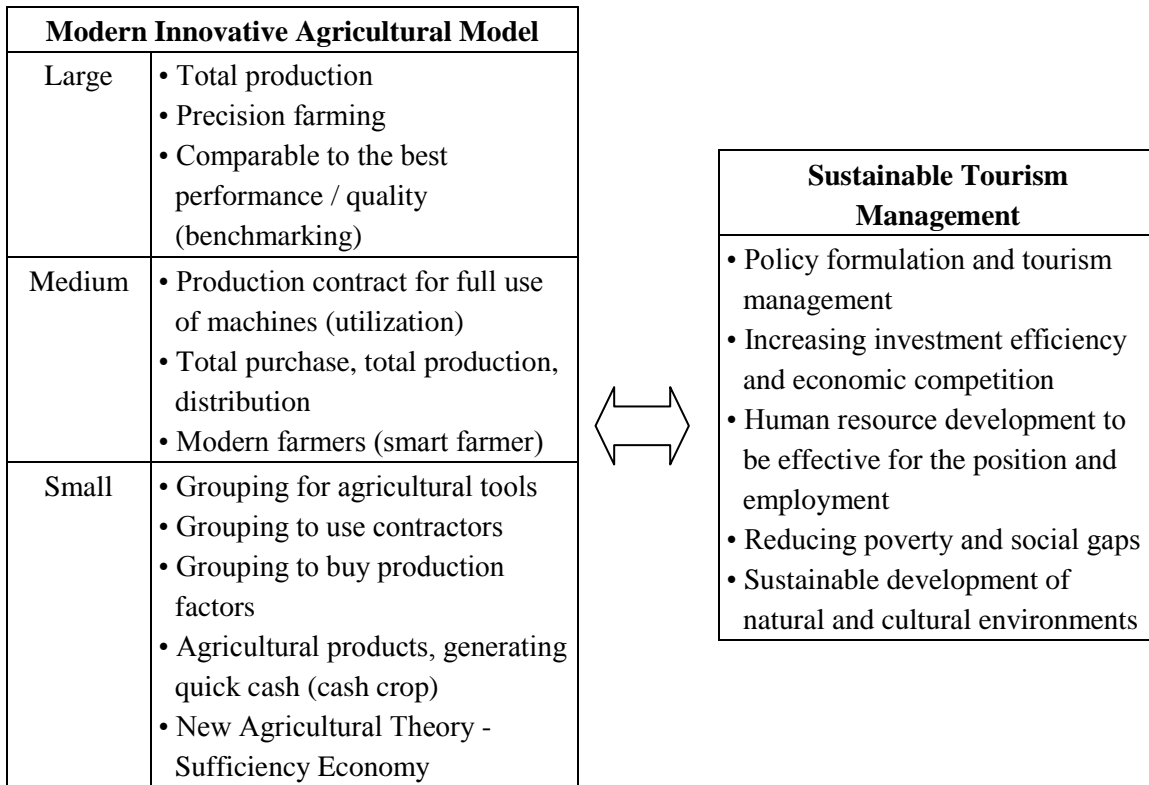 Modern Innovative Agricultural Model
Large
• Total production
• Precision farming
• Comparable to the best
performance / quality
(benchmarking)
Medium
• Production contract for full use
of machines (utilization)
• Total purchase, total production,
distribution
• Modern farmers (smart farmer)
Small
• Grouping for agricultural tools
• Grouping to use contractors
• Grouping to buy production
factors
• Agricultural products, generating
quick cash (cash crop)
• New Agricultural Theory -
Sufficiency Economy
Sustainable Tourism
Management
• Policy formulation and tourism
management
• Increasing investment efficiency
and economic competition
• Human resource development to
be effective for the position and
employment
• Reducing poverty and social gaps
• Sustainable development of
natural and cultural environments